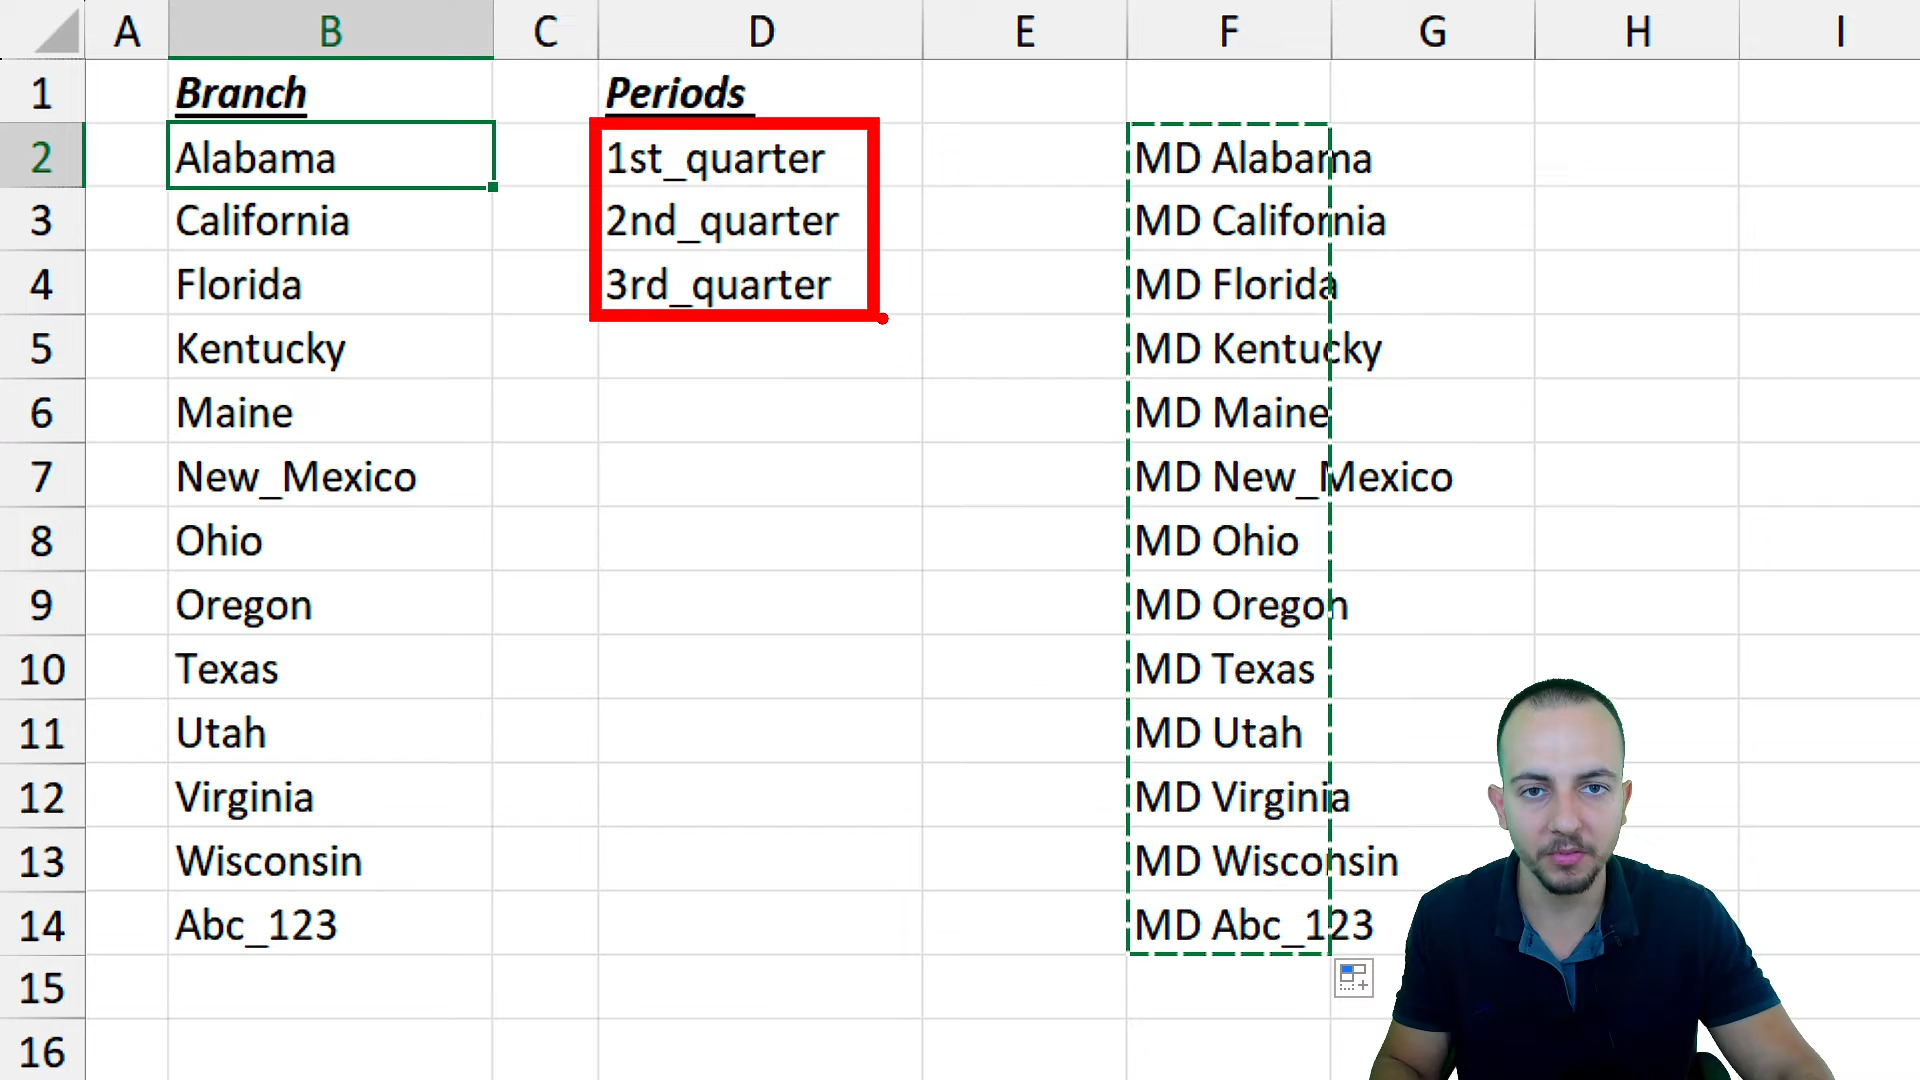 A B C D E F G H I
1 Branch Periods
2 Alabama 1st_quarter MD Alabama
3 California 2nd_quarter MD California
4 Florida 3rd_quarter MD Florida
5 Kentucky MD Kentucky
6 Maine MD Maine
7 New_Mexico MD New_Mexico
8 Ohio MD Ohio
9 Oregon MD Oregon
10 Texas MD Texas
11 Utah MD Utah
12 Virginia MD Virginia
13 Wisconsin MD Wisconsin
14 Abc_123 MD Abc_123
15
16